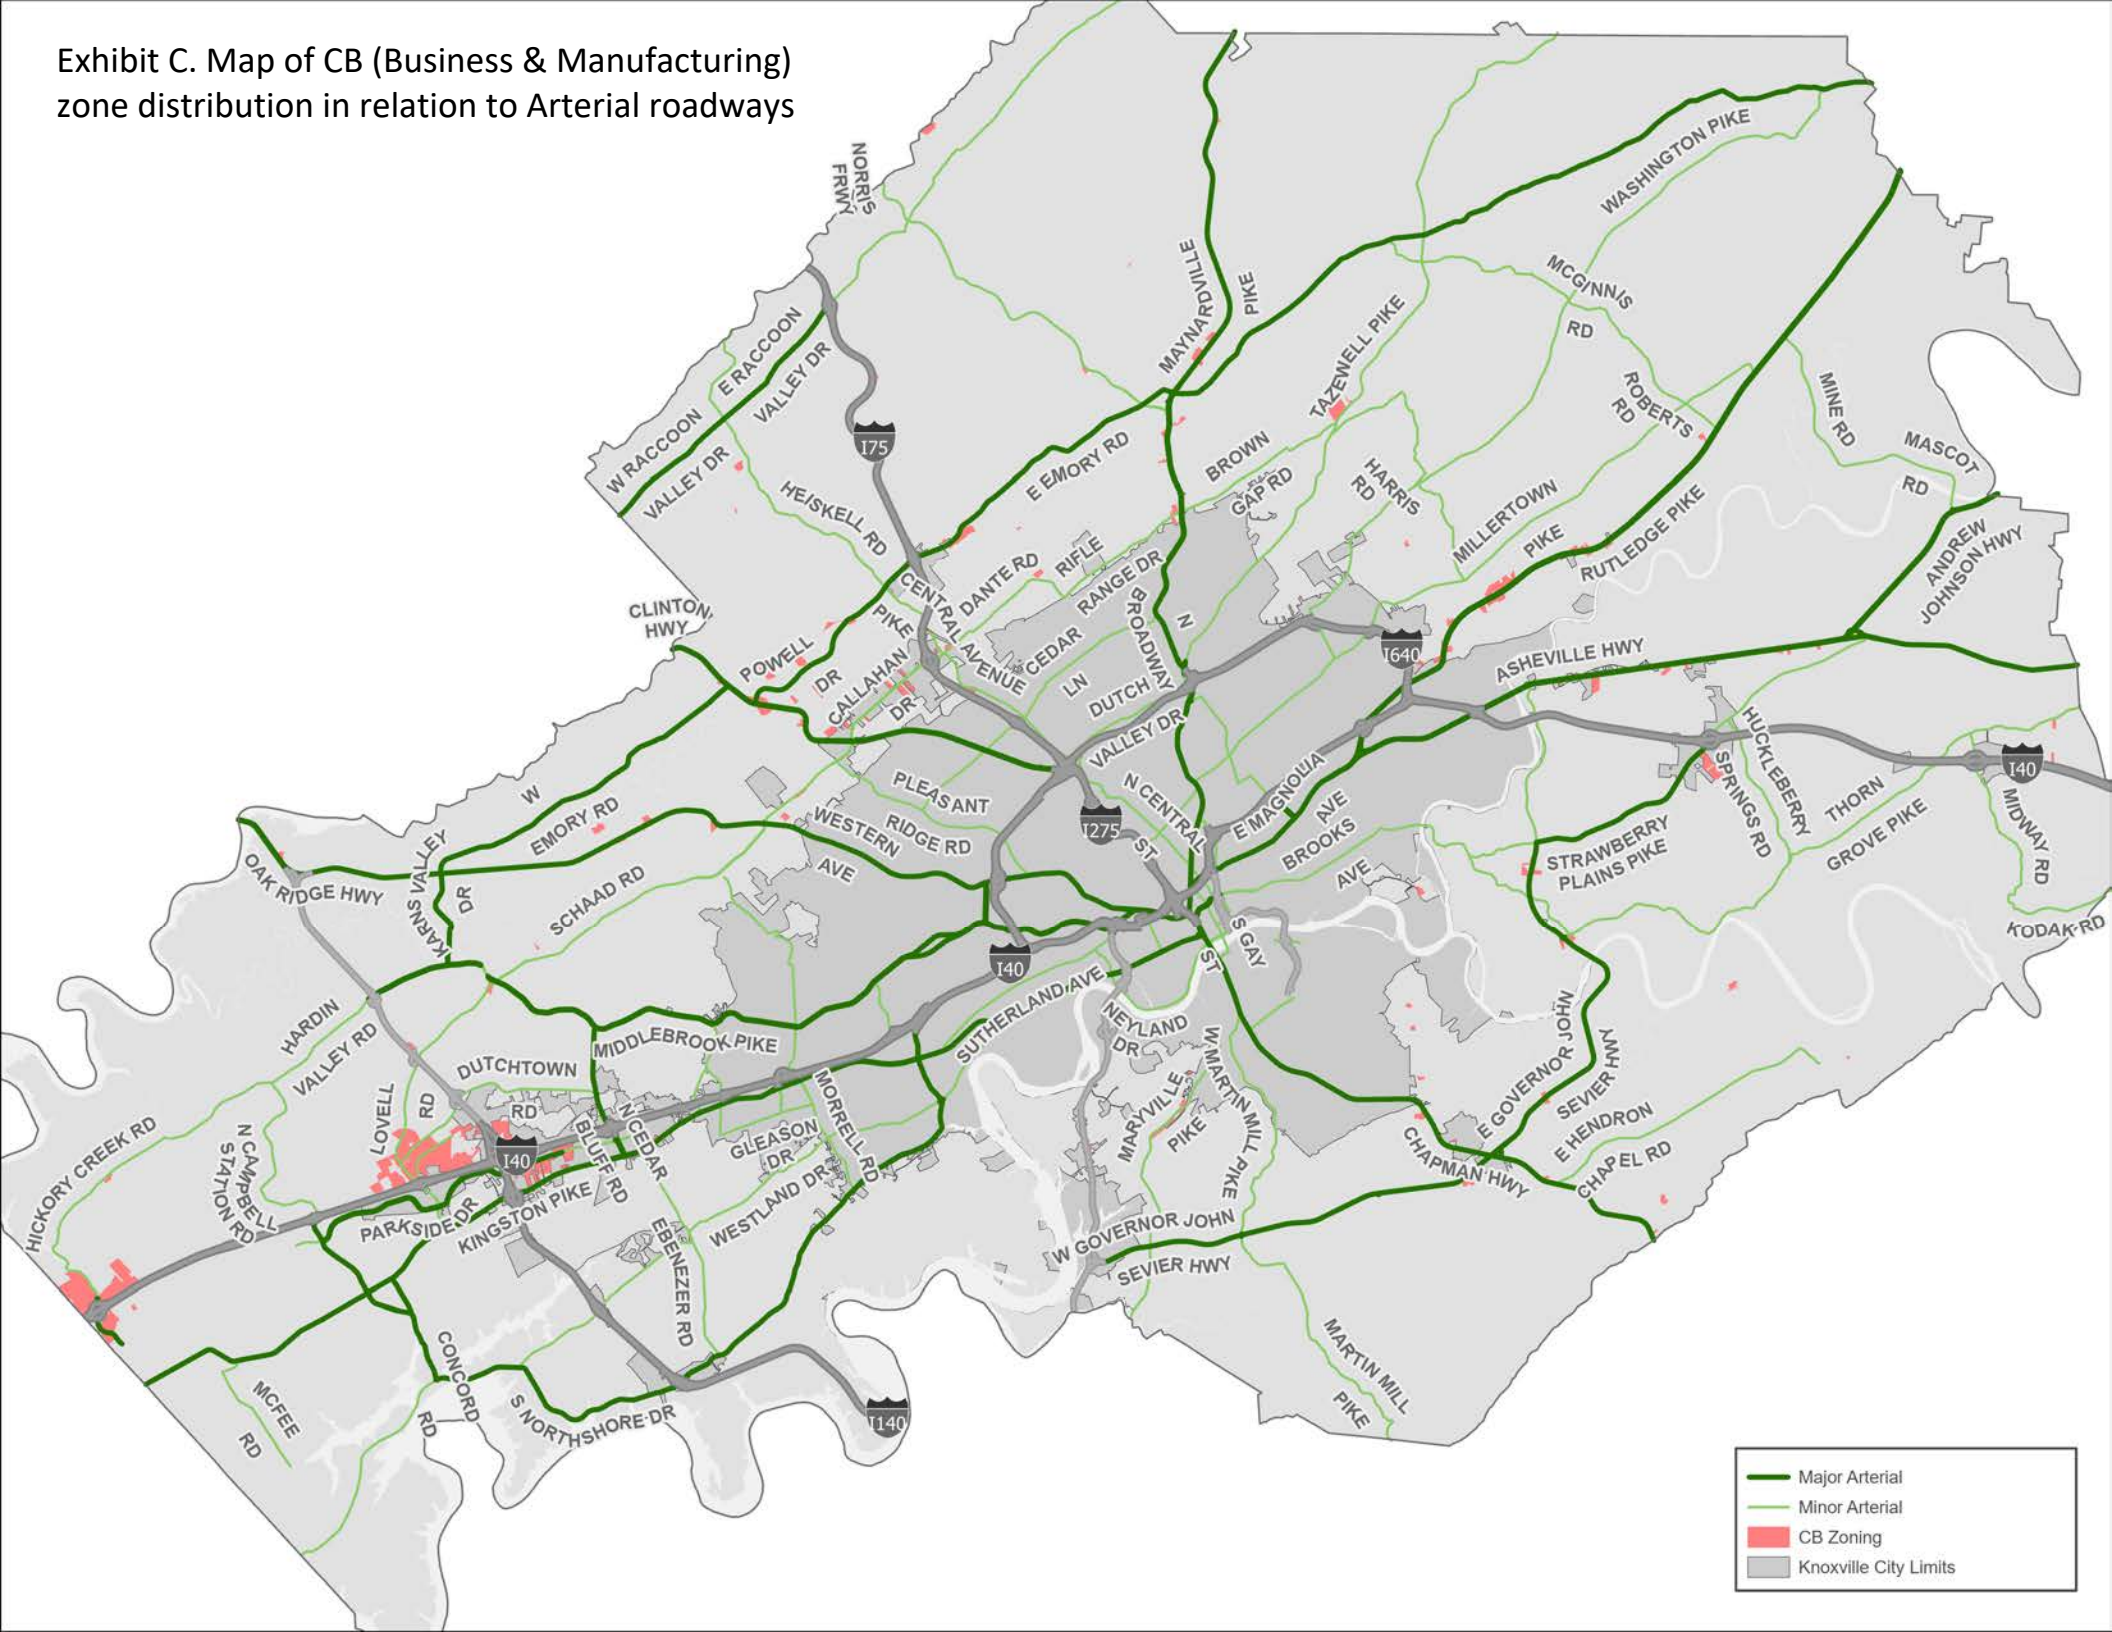 Exhibit C. Map of CB (Business & Manufacturing)
zone distribution in relation to Arterial roadways
NORRIS
FRWY
WASHINGTON PIKE
MAYNARDVILLE
PIKE
MCGINNIS
RD
E RACCOON
VALLEY DR
TAZEWELL PIKE
ROBERTS
RD
MINE RD
MASCOT
RD
W RACCOON
VALLEY DR
I75
E EMORY RD
BROWN
GAP RD
HARRIS
RD
HEISKELL RD
MILLERTOWN
PIKE
RUTLEDGE PIKE
ANDREW
JOHNSON HWY
CLINTON
HWY
CENTRAL AVENUE
PIKE
DANTE RD
RIFLE
RANGE DR
N
BROADWAY
CEDAR
LN
DUTCH
VALLEY DR
I640
ASHEVILLE HWY
POWELL
DR
CALLAHAN
DR
HUCKLEBERRY
SPRINGS RD
I40
THORN
GROVE PIKE
MIDWAY RD
W
EMORY RD
PLEASANT
RIDGE RD
N CENTRAL
ST
I275
E MAGNOLIA
AVE
BROOKS
AVE
WESTERN
AVE
STRAWBERRY
PLAINS PIKE
OAK RIDGE HWY
KARNS VALLEY
DR
SCHAAD RD
KODAK RD
S GAY
ST
I40
HARDIN
VALLEY RD
MIDDLEBROOK PIKE
SUTHERLAND AVE
NEYLAND
DR
DUTCHTOWN
RD
LOVELL
RD
E GOVERNOR JOHN
SEVIER HWY
W MARTIN MILL PIKE
MARYVILLE
PIKE
MORRELL RD
N CEDAR
BLUFF RD
GLEASON
DR
E HENDRON
CHAPEL RD
CHAPMAN HWY
HICKORY CREEK RD
N CAMPBELL
STATION RD
I40
PARKSIDE DR
KINGSTON PIKE
WESTLAND DR
EBENEZER RD
W GOVERNOR JOHN
SEVIER HWY
MARTIN MILL
PIKE
CONCORD
RD
MCFEE
RD
S NORTHSHORE DR
I140
Major Arterial
Minor Arterial
CB Zoning
Knoxville City Limits